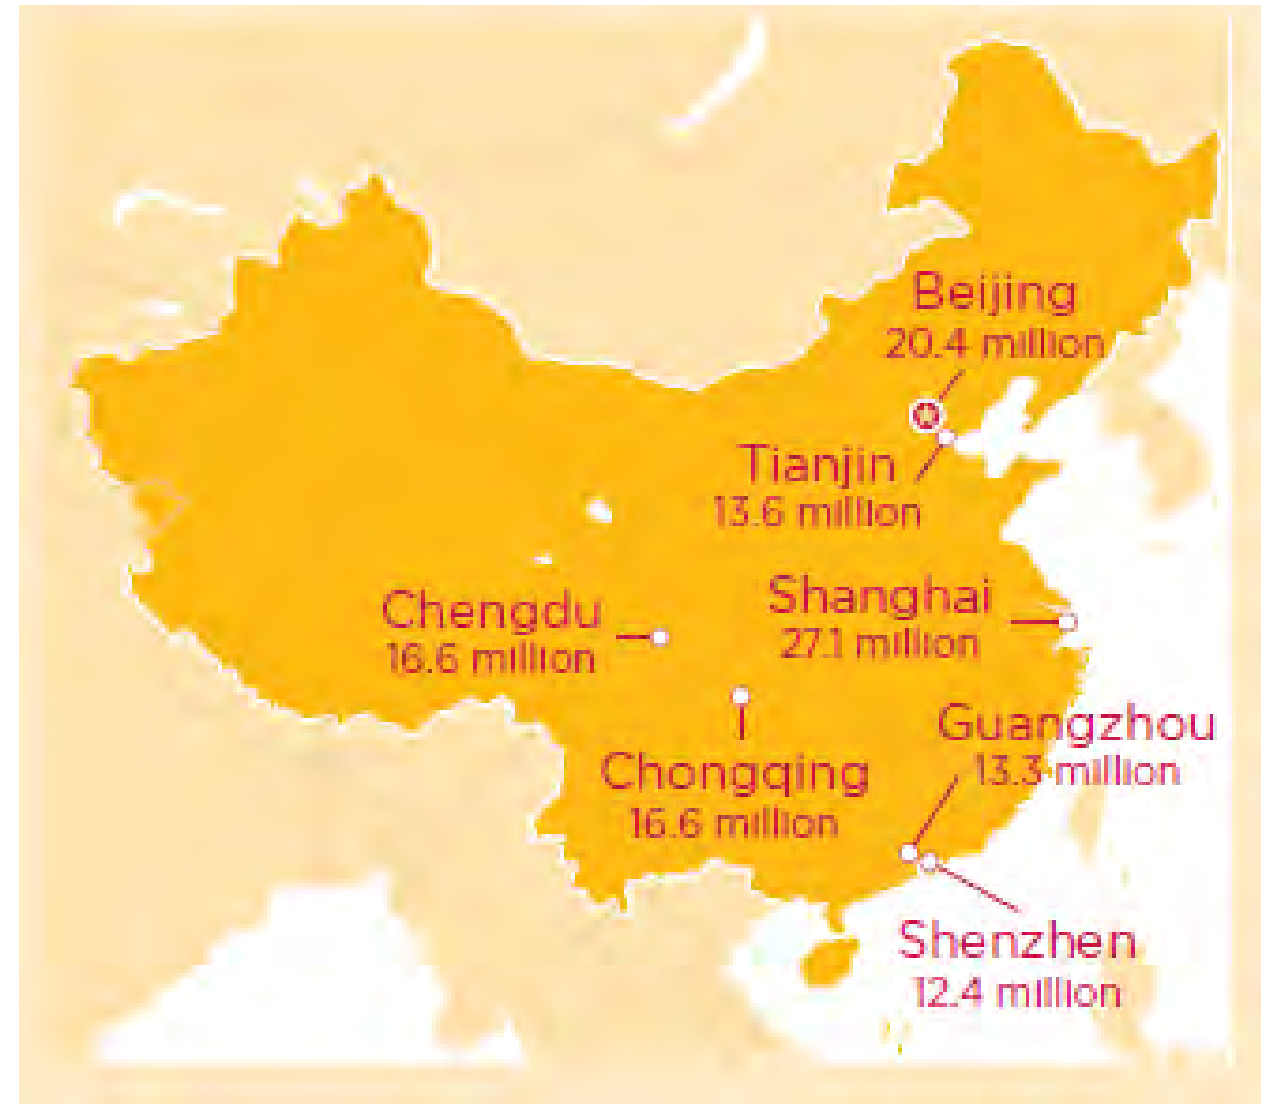 Beijing
20.4 million
Tianjin
13.6 million
Chengdu
16.6 million
Shanghai
27.1 million
Guangzhou
13.3 million
Chongqing
16.6 million
Shenzhen
12.4 million